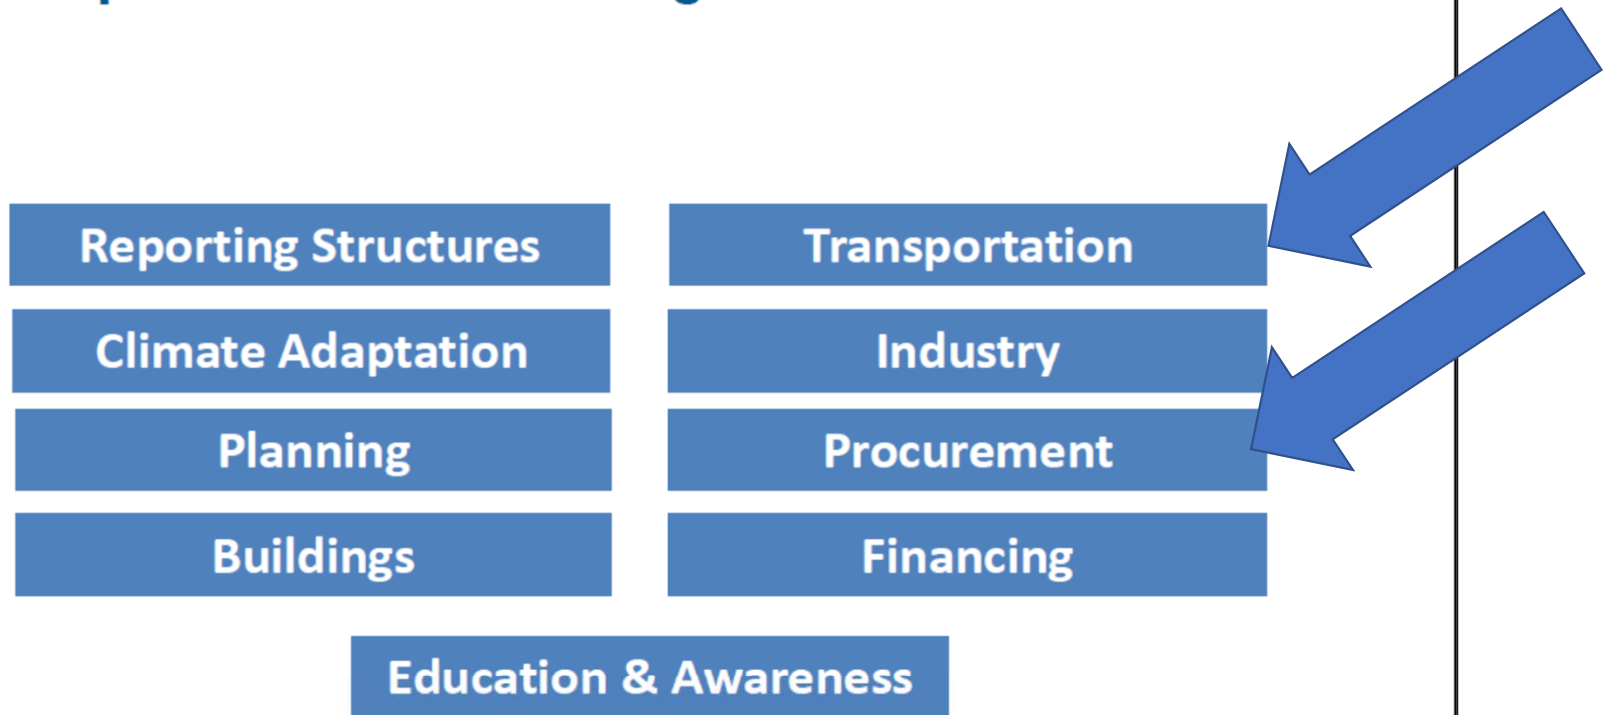 Reporting Structures
Transportation
Climate Adaptation
Industry
Planning
Procurement
Buildings
Financing
Education & Awareness